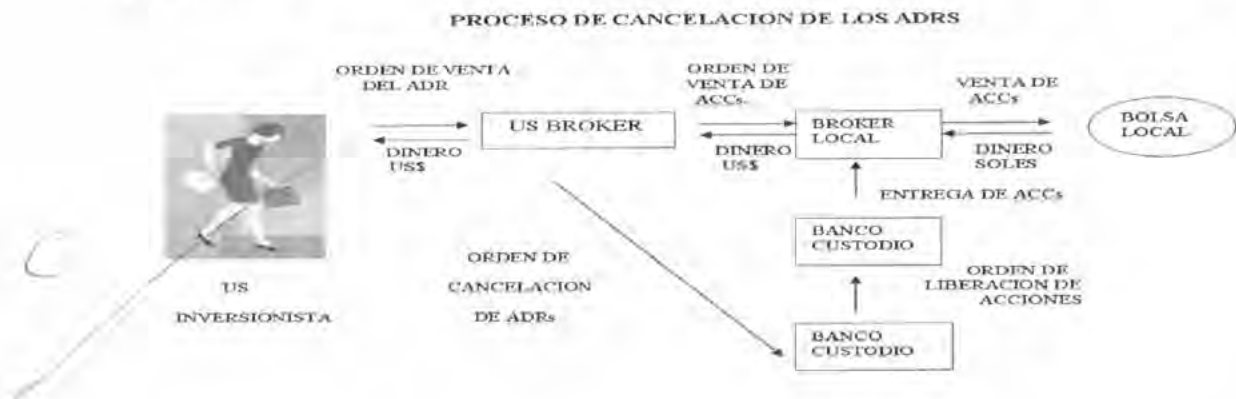 PROCESO DE CANCELACION DE LOS ADRS
ORDEN DE VENTA
DEL ADR
ORDEN DE
VENTA DE
ACCs.
VENTA DE
ACCs
US BROKER
BROKER
LOCAL
BOLSA
LOCAL
DINERO
US$
DINERO
US$
DINERO
SOLES
ENTREGA DE ACCs
BANCO
CUSTODIO
ORDEN DE
CANCELACION
DE ADRs
ORDEN DE
LIBERACION DE
ACCIONES
US
INVERSIONISTA
BANCO
CUSTODIO